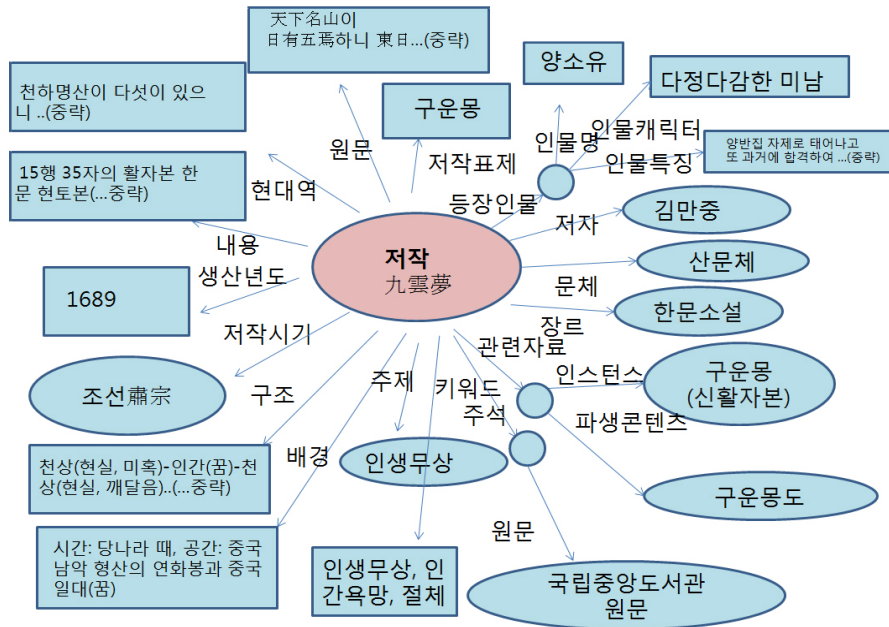 天下名山이
日有五焉하니 東日...(중략)
양소유
다정다감한 미남
천하명산이 다섯이 있으
니 ..(중략)
구운몽
원문
인물명
인물캐릭터
인물특징
양반집 자제로 태어나고
또 과거에 합격하여 ...(중략)
15행 35자의 활자본 한
문 현토본(...중략)
현대역
저작표제
등장인물
김만중
저자
내용
저작
九雲夢
산문체
생산년도
문체
1689
한문소설
장르
저작시기
관련자료
구운몽
(신활자본)
인스턴스
조선肅宗
구조
주제
키워드
주석
파생콘텐츠
배경
인생무상
천상(현실, 미혹)-인간(꿈)-천
상(현실, 깨달음)..(...중략)
구운몽도
원문
시간: 당나라 때, 공간: 중국
남악 형산의 연화봉과 중국
일대(꿈)
인생무상, 인
간욕망, 절체
국립중앙도서관
원문